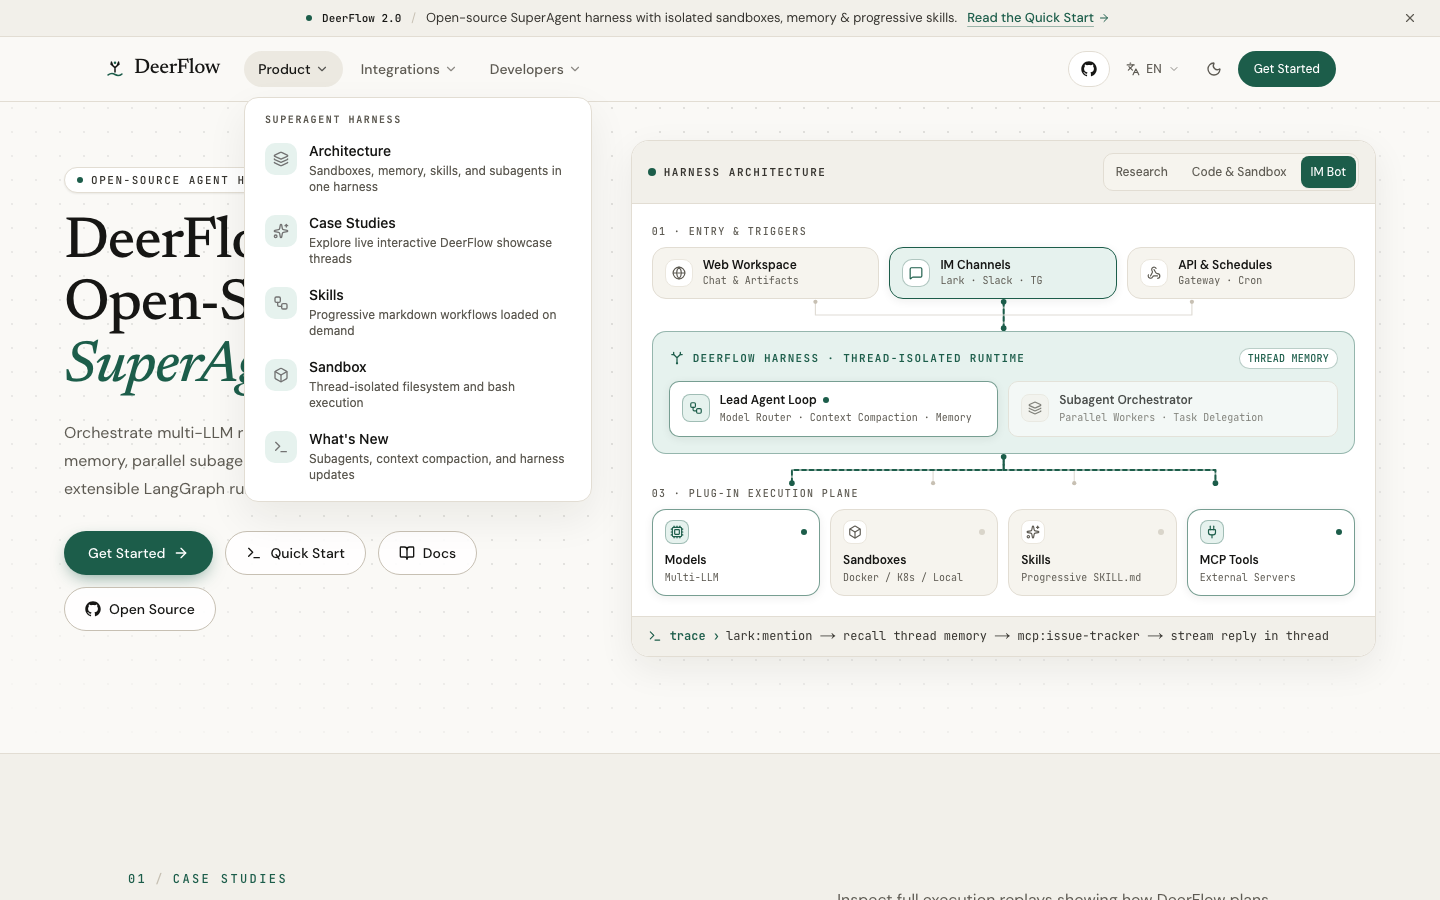 DeerFlow 2.0 / Open-source SuperAgent harness with isolated sandboxes, memory & progressive skills. Read the Quick Start →
DeerFlow
Product
Integrations
Developers
EN
Get Started
SUPERAGENT HARNESS
Architecture
Sandboxes, memory, skills, and subagents in
one harness
Case Studies
Explore live interactive DeerFlow showcase
threads
Skills
Progressive markdown workflows loaded on
demand
Sandbox
Thread-isolated filesystem and bash
execution
What's New
Subagents, context compaction, and harness
updates
OPEN-SOURCE AGENT
Open-S
Orchestrate multi-LLM
memory, parallel
extensible LangGraph
Get Started →
Quick Start
Docs
Open Source
HARNESS ARCHITECTURE
Research
Code & Sandbox
IM Bot
01 · ENTRY & TRIGGERS
Web Workspace
Chat & Artifacts
IM Channels
Lark · Slack · TG
API & Schedules
Gateway · Cron
DEERFLOW HARNESS · THREAD-ISOLATED RUNTIME
THREAD MEMORY
Lead Agent Loop
Model Router · Context Compaction · Memory
Subagent Orchestrator
Parallel Workers · Task Delegation
03 · PLUG-IN EXECUTION PLANE
Models
Multi-LLM
Sandboxes
Docker / K8s / Local
Skills
Progressive SKILL.md
MCP Tools
External Servers
trace › lark:mention → recall thread memory → mcp:issue-tracker → stream reply in thread
01 / CASE STUDIES
Inspect full execution replays showing how DeerFlow plans,